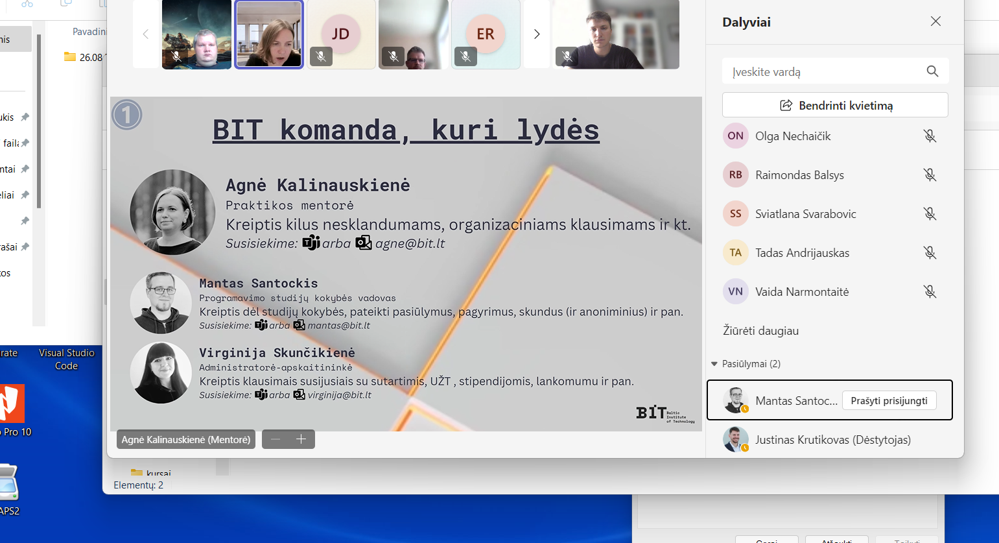 Pavadini
26.08
nis
ukis
faila
ntai
eliai
rašai
tos
JD
ER
1
BIT komanda, kuri lydės
Agnė Kalinauskienė
Praktikos mentorė
Kreiptis kilus nesklandumams, organizaciniams klausimams ir kt.
Susisiekime: arba agne@bit.lt
Mantas Santockis
Programavimo studijų kokybės vadovas
Kreiptis dėl studijų kokybės, pateikti pasiūlymus, pagyrimus, skundus (ir anoniminius) ir pan.
Susisiekime: arba mantas@bit.lt
Virginija Skunčikienė
Administratorė-apskaitininkė
Kreiptis klausimais susijusiais su sutartimis, UŽT , stipendijomis, lankomumu ir pan.
Susisiekime: arba virginija@bit.lt
BIT Baltic
Institute
of Technology
Agnė Kalinauskienė (Mentorė)
Dalyviai
Įveskite vardą
Bendrinti kvietimą
ON Olga Nechaičik
RB Raimondas Balsys
SS Sviatlana Svarabovic
TA Tadas Andrijauskas
VN Vaida Narmontaitė
Žiūrėti daugiau
Pasiūlymai (2)
Mantas Santoc... Prašyti prisijungti
Justinas Krutikovas (Dėstytojas)
kursai
Elementų: 2
rate
Visual Studio
Code
o Pro 10
APS2
Gerai Atšaukti Taikyti